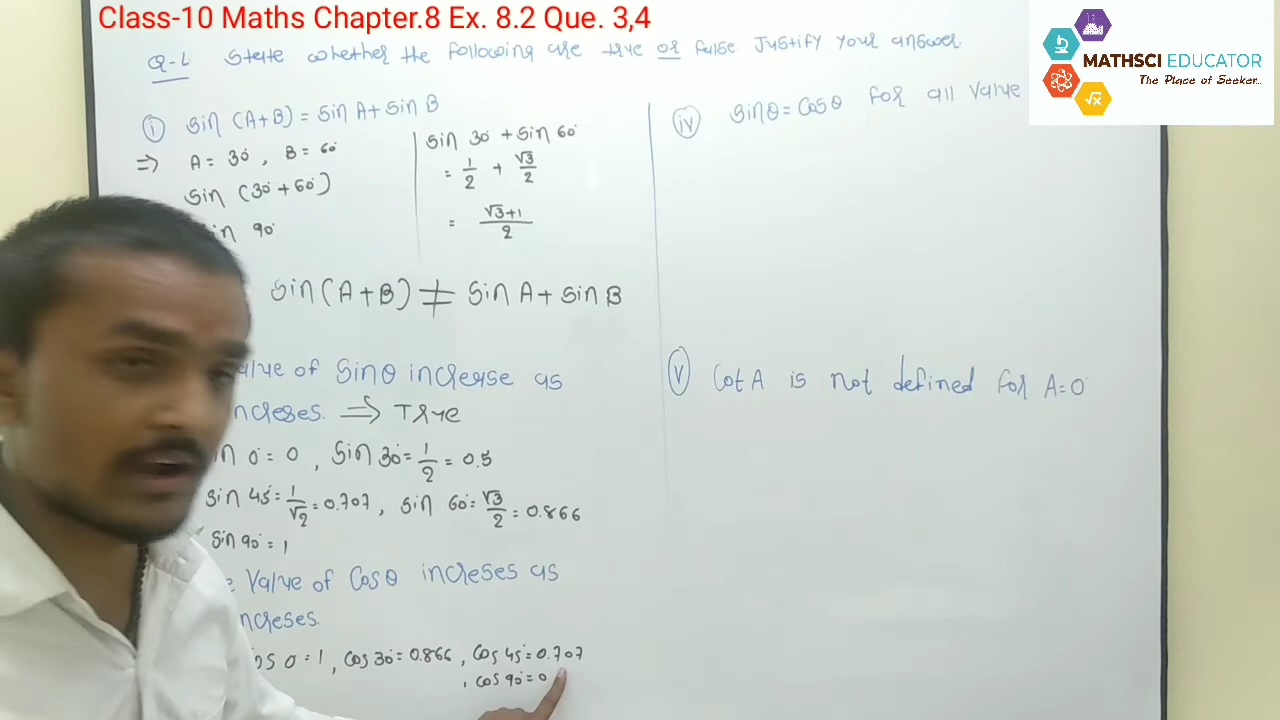 Class-10 Maths Chapter.8 Ex. 8.2 Que. 3,4
MATHSCI EDUCATOR
The Place of Seeker...
State whether the following are true or false. Justify your answer.
i) Sin (A+B) = Sin A + Sin B
⇒ A = 30°, B = 60°
Sin (30° + 60°)
90°
Sin 30° + Sin 60°
= 1/2 + √3/2
= √3+1/2
Sin (A+B) ≠ Sin A + Sin B
Value of Sinθ increase as
increses. ⇒ True
0° = 0, Sin 30° = 1/2 = 0.5
Sin 45° = 1/√2 = 0.707, Sin 60° = √3/2 = 0.866
Sin 90° = 1
Value of Cosθ increses as
increses.
0° = 1, Cos 30° = 0.866, Cos 45° = 0.707
, Cos 90° = 0
iv) Sinθ = Cosθ for all Value
v) Cot A is not defined for A = 0°